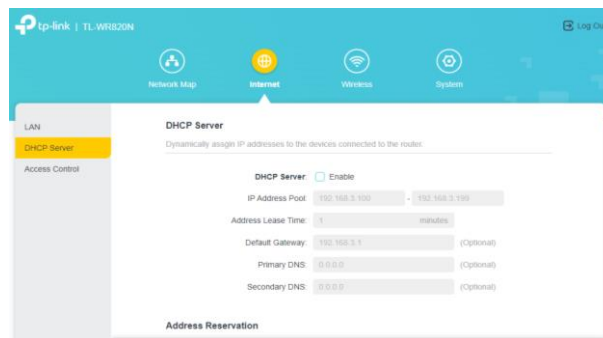 tp-link | TL-WR820N
Log Ou
Network Map
Internet
Wireless
System
LAN
DHCP Server
Access Control
DHCP Server
Dynamically assgin IP addresses to the devices connected to the router.
DHCP Server: Enable
IP Address Pool: 192.168.3.100 - 192.168.3.199
Address Lease Time: 1 minutes
Default Gateway: 192.168.3.1 (Optional)
Primary DNS: 0.0.0.0 (Optional)
Secondary DNS: 0.0.0.0 (Optional)
Address Reservation